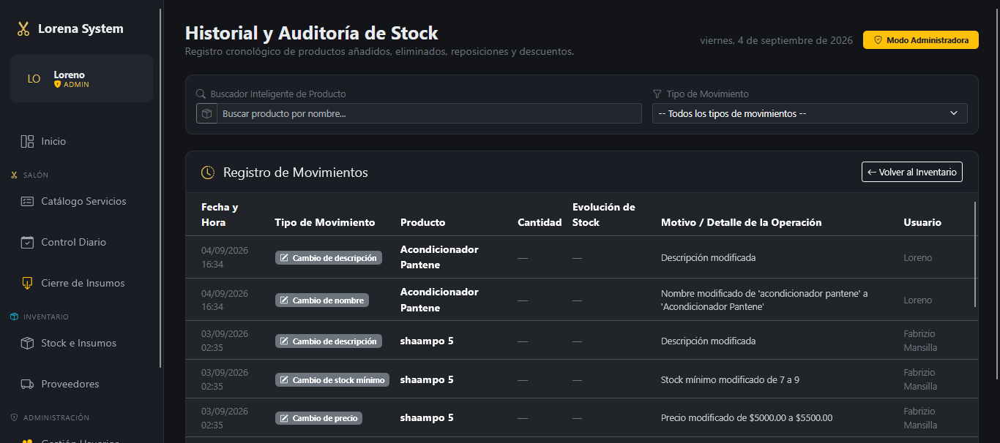 Lorena System
LO
Loreno
ADMIN
Inicio
SALÓN
Catálogo Servicios
Control Diario
Cierre de Insumos
INVENTARIO
Stock e Insumos
Proveedores
ADMINISTRACIÓN
Gestión Usuarios
Historial y Auditoría de Stock
Registro cronológico de productos añadidos, eliminados, reposiciones y descuentos.
viernes, 4 de septiembre de 2026
Modo Administradora
Buscador Inteligente de Producto
Buscar producto por nombre...
Tipo de Movimiento
-- Todos los tipos de movimientos --
Registro de Movimientos
← Volver al Inventario
Fecha y
Hora
Tipo de Movimiento
Producto
Cantidad
Evolución de
Stock
Motivo / Detalle de la Operación
Usuario
04/09/2026
16:34
Cambio de descripción
Acondicionador
Pantene
—
—
Descripción modificada
Loreno
04/09/2026
16:34
Cambio de nombre
Acondicionador
Pantene
—
—
Nombre modificado de 'acondicionador pantene' a
'Acondicionador Pantene'
Loreno
03/09/2026
02:35
Cambio de descripción
shaampo 5
—
—
Descripción modificada
Fabrizio
Mansilla
03/09/2026
02:35
Cambio de stock mínimo
shaampo 5
—
—
Stock mínimo modificado de 7 a 9
Fabrizio
Mansilla
03/09/2026
02:35
Cambio de precio
shaampo 5
—
—
Precio modificado de $5000.00 a $5500.00
Fabrizio
Mansilla